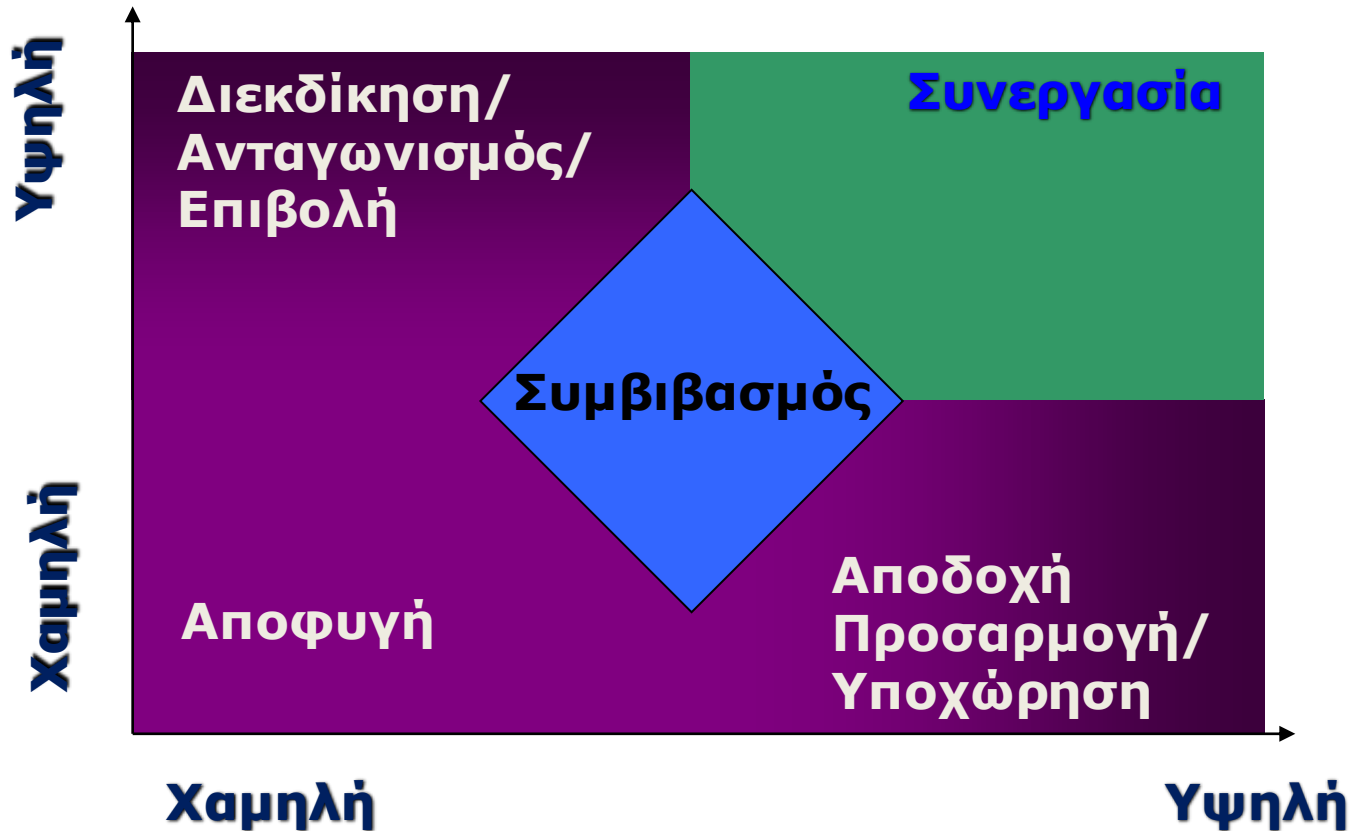 Υψηλή
Διεκδίκηση/
Ανταγωνισμός/
Επιβολή
Συνεργασία
Συμβιβασμός
Χαμηλή
Αποφυγή
Αποδοχή
Προσαρμογή/
Υποχώρηση
Χαμηλή
Υψηλή